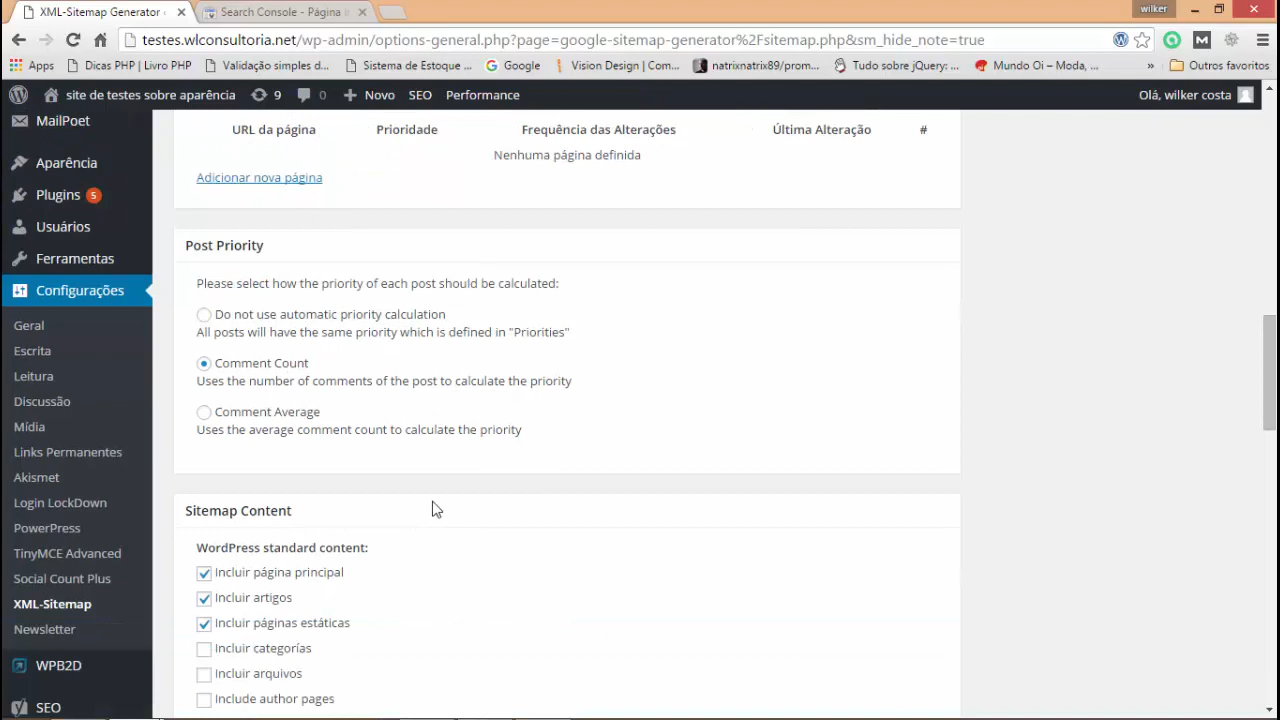 XML-Sitemap Generator
Search Console - Página i
wilker
testes.wlconsultoria.net/wp-admin/options-general.php?page=google-sitemap-generator%2Fsitemap.php&sm_hide_note=true
Apps
Dicas PHP | Livro PHP
Validação simples d...
Sistema de Estoque ...
Google
Vision Design | Com...
natrixnatrix89/prom...
Tudo sobre jQuery: ...
Mundo Oi – Moda, ...
»
Outros favoritos
site de testes sobre aparência
9
0
Novo
SEO
Performance
Olá, wilker costa
MailPoet
Aparência
Plugins 5
Usuários
Ferramentas
Configurações
Geral
Escrita
Leitura
Discussão
Mídia
Links Permanentes
Akismet
Login LockDown
PowerPress
TinyMCE Advanced
Social Count Plus
XML-Sitemap
Newsletter
WPB2D
SEO
URL da página
Prioridade
Frequência das Alterações
Última Alteração
#
Nenhuma página definida
Adicionar nova página
Post Priority
Please select how the priority of each post should be calculated:
Do not use automatic priority calculation
All posts will have the same priority which is defined in "Priorities"
Comment Count
Uses the number of comments of the post to calculate the priority
Comment Average
Uses the average comment count to calculate the priority
Sitemap Content
WordPress standard content:
Incluir página principal
Incluir artigos
Incluir páginas estáticas
Incluir categorías
Incluir arquivos
Include author pages